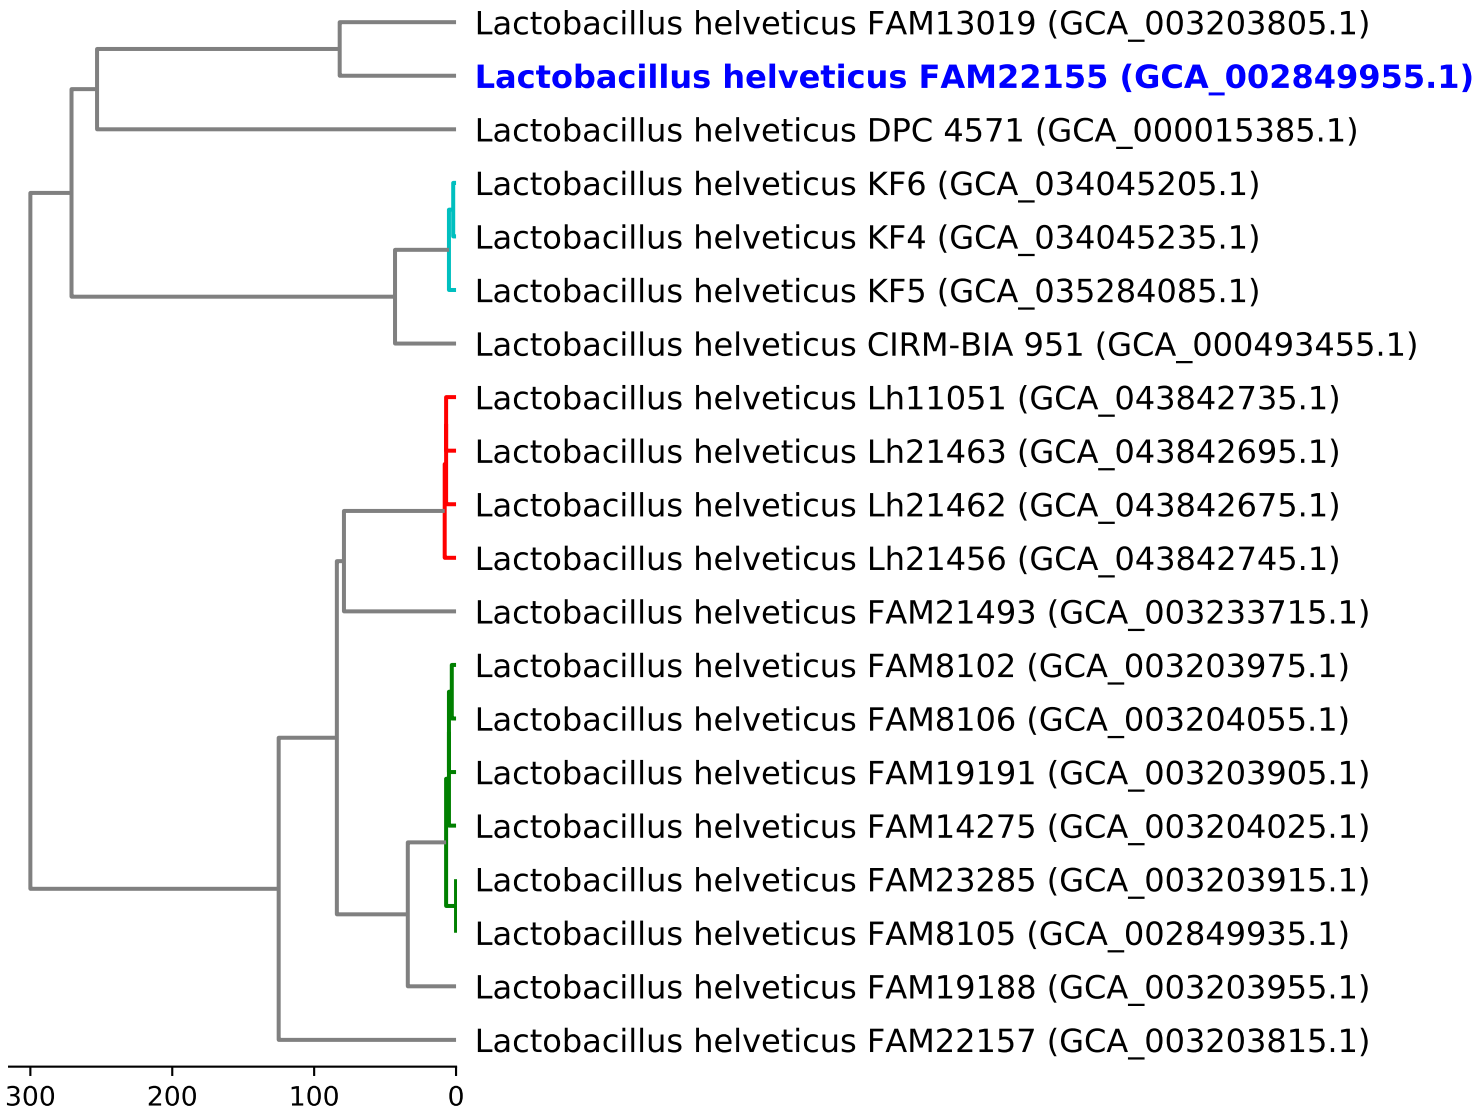 Lactobacillus helveticus FAM13019 (GCA_003203805.1)
Lactobacillus helveticus FAM22155 (GCA_002849955.1)
Lactobacillus helveticus DPC 4571 (GCA_000015385.1)
Lactobacillus helveticus KF6 (GCA_034045205.1)
Lactobacillus helveticus KF4 (GCA_034045235.1)
Lactobacillus helveticus KF5 (GCA_035284085.1)
Lactobacillus helveticus CIRM-BIA 951 (GCA_000493455.1)
Lactobacillus helveticus Lh11051 (GCA_043842735.1)
Lactobacillus helveticus Lh21463 (GCA_043842695.1)
Lactobacillus helveticus Lh21462 (GCA_043842675.1)
Lactobacillus helveticus Lh21456 (GCA_043842745.1)
Lactobacillus helveticus FAM21493 (GCA_003233715.1)
Lactobacillus helveticus FAM8102 (GCA_003203975.1)
Lactobacillus helveticus FAM8106 (GCA_003204055.1)
Lactobacillus helveticus FAM19191 (GCA_003203905.1)
Lactobacillus helveticus FAM14275 (GCA_003204025.1)
Lactobacillus helveticus FAM23285 (GCA_003203915.1)
Lactobacillus helveticus FAM8105 (GCA_002849935.1)
Lactobacillus helveticus FAM19188 (GCA_003203955.1)
Lactobacillus helveticus FAM22157 (GCA_003203815.1)
300 200 100 0